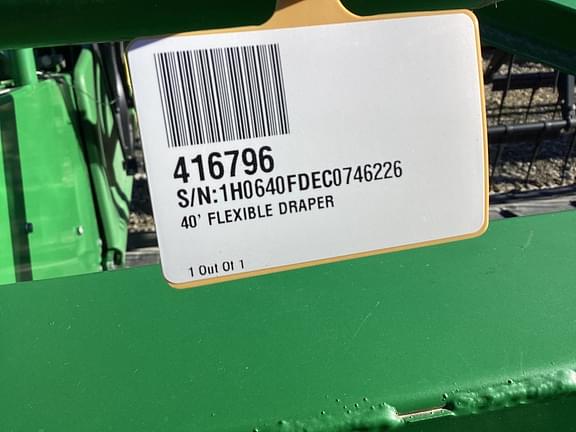 416796
S/N:1H0640FDEC0746226
40' FLEXIBLE DRAPER
1 Out Of 1